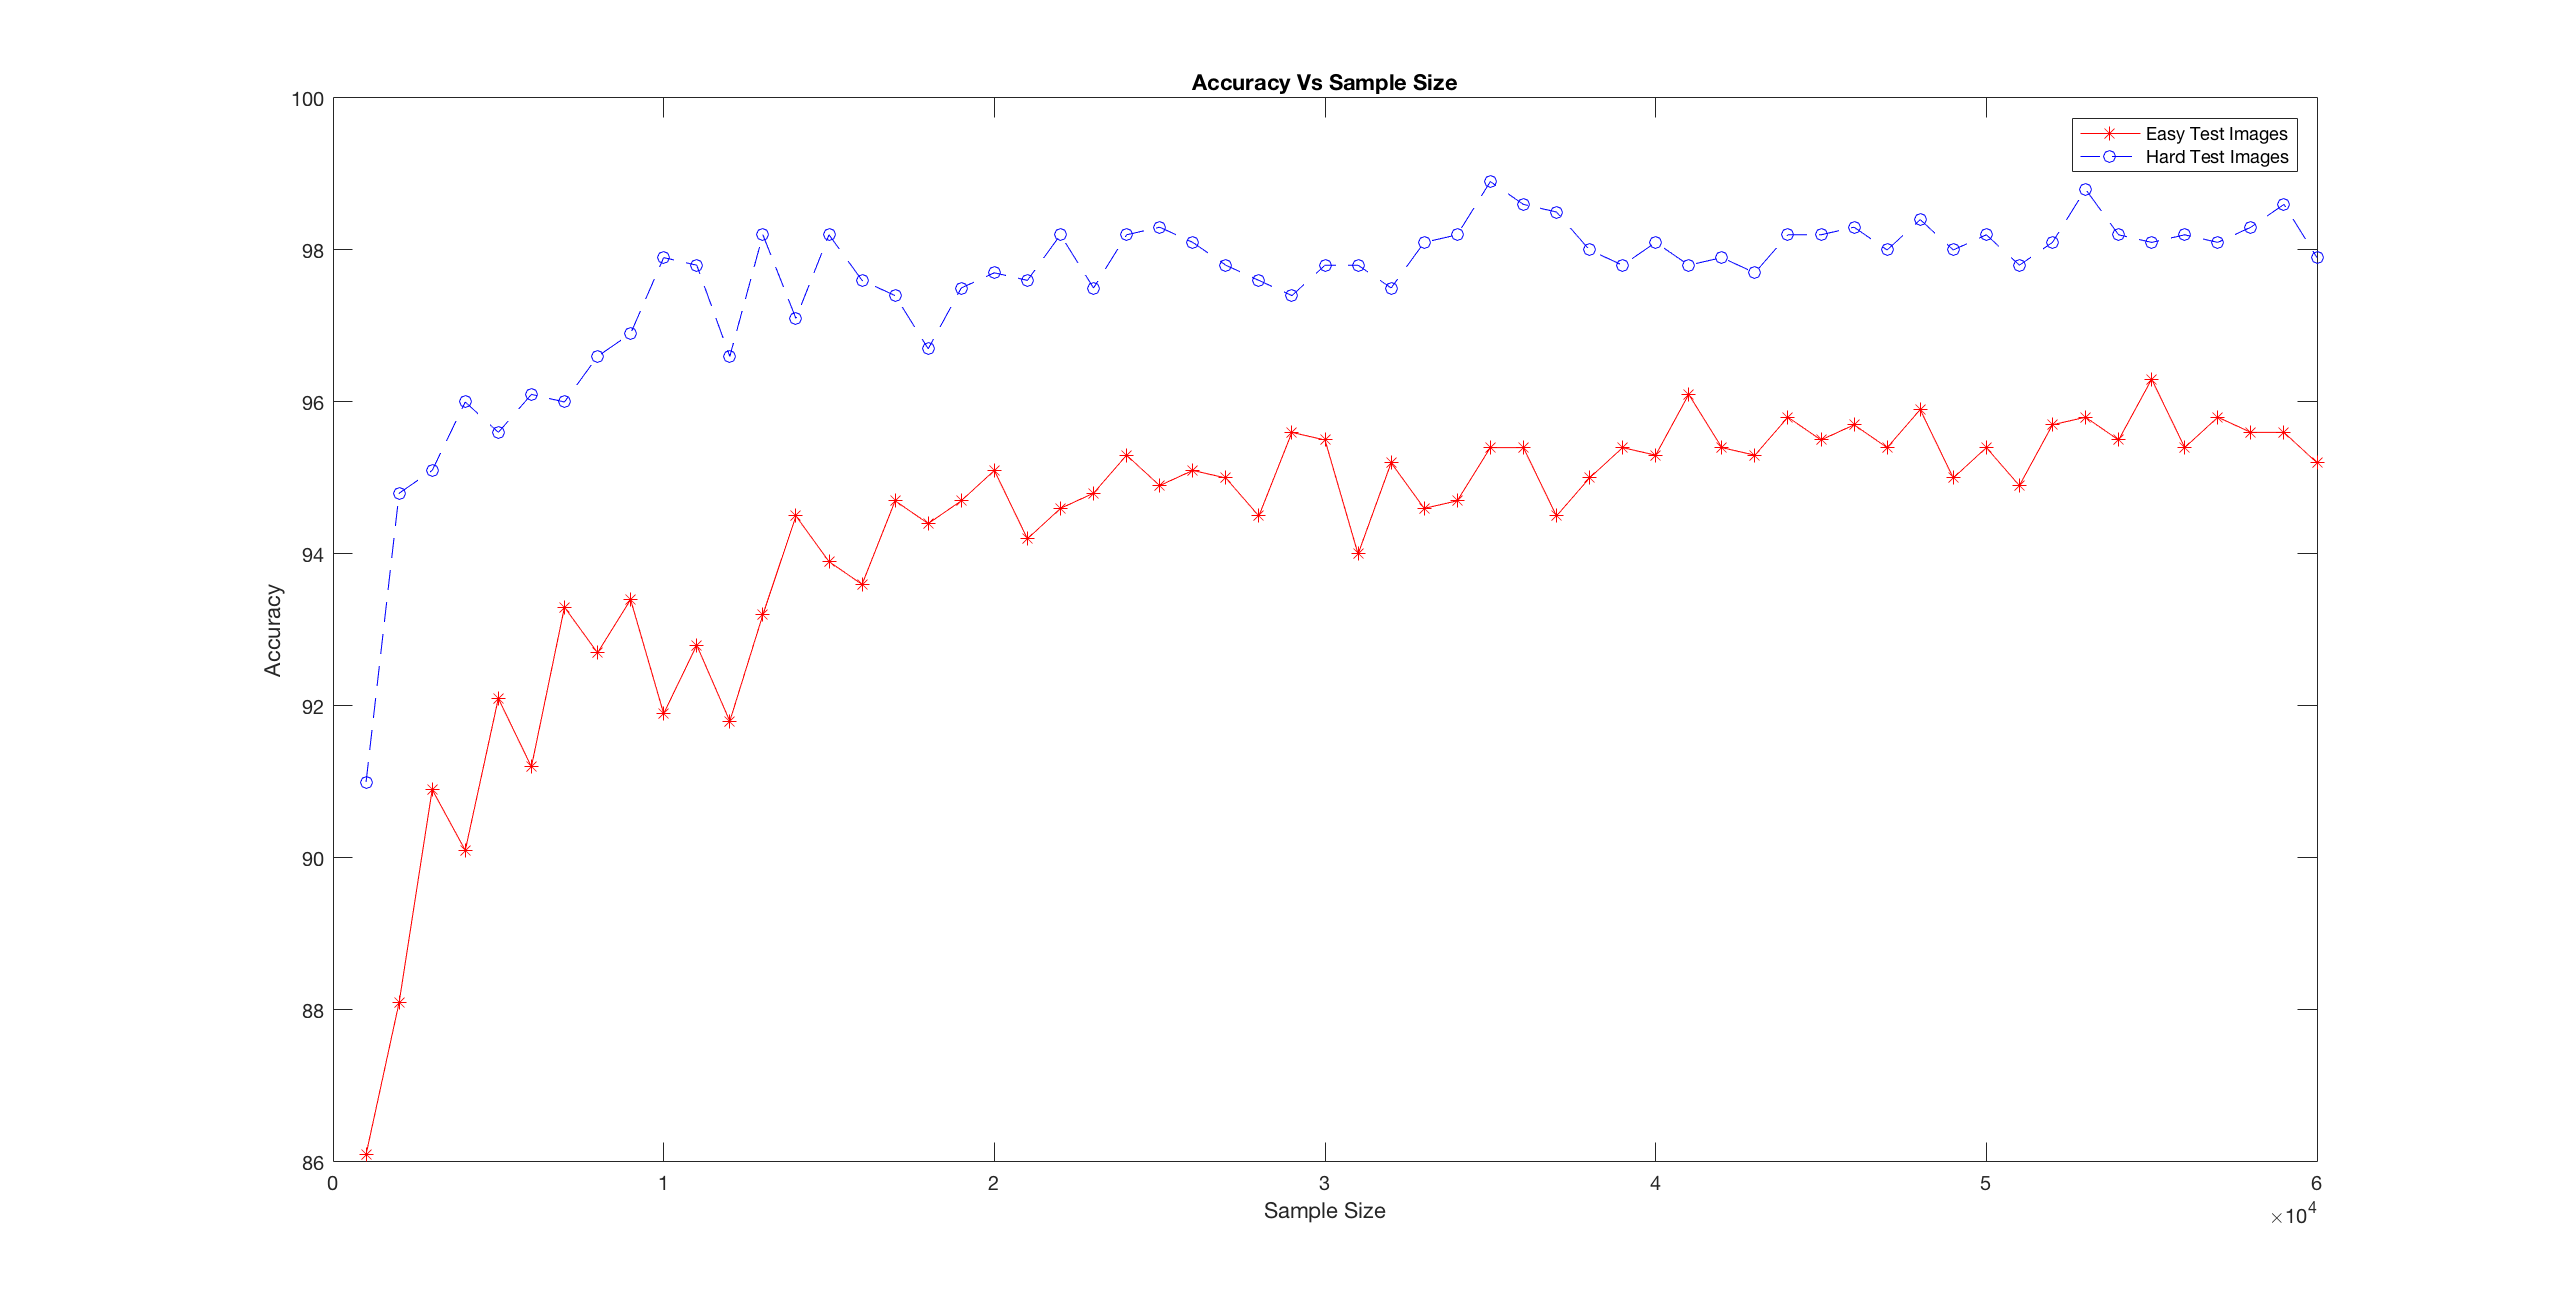 Accuracy Vs Sample Size
100
98
96
94
92
90
88
86
Accuracy
Easy Test Images
Hard Test Images
0 1 2 3 4 5 6
Sample Size
×10^4